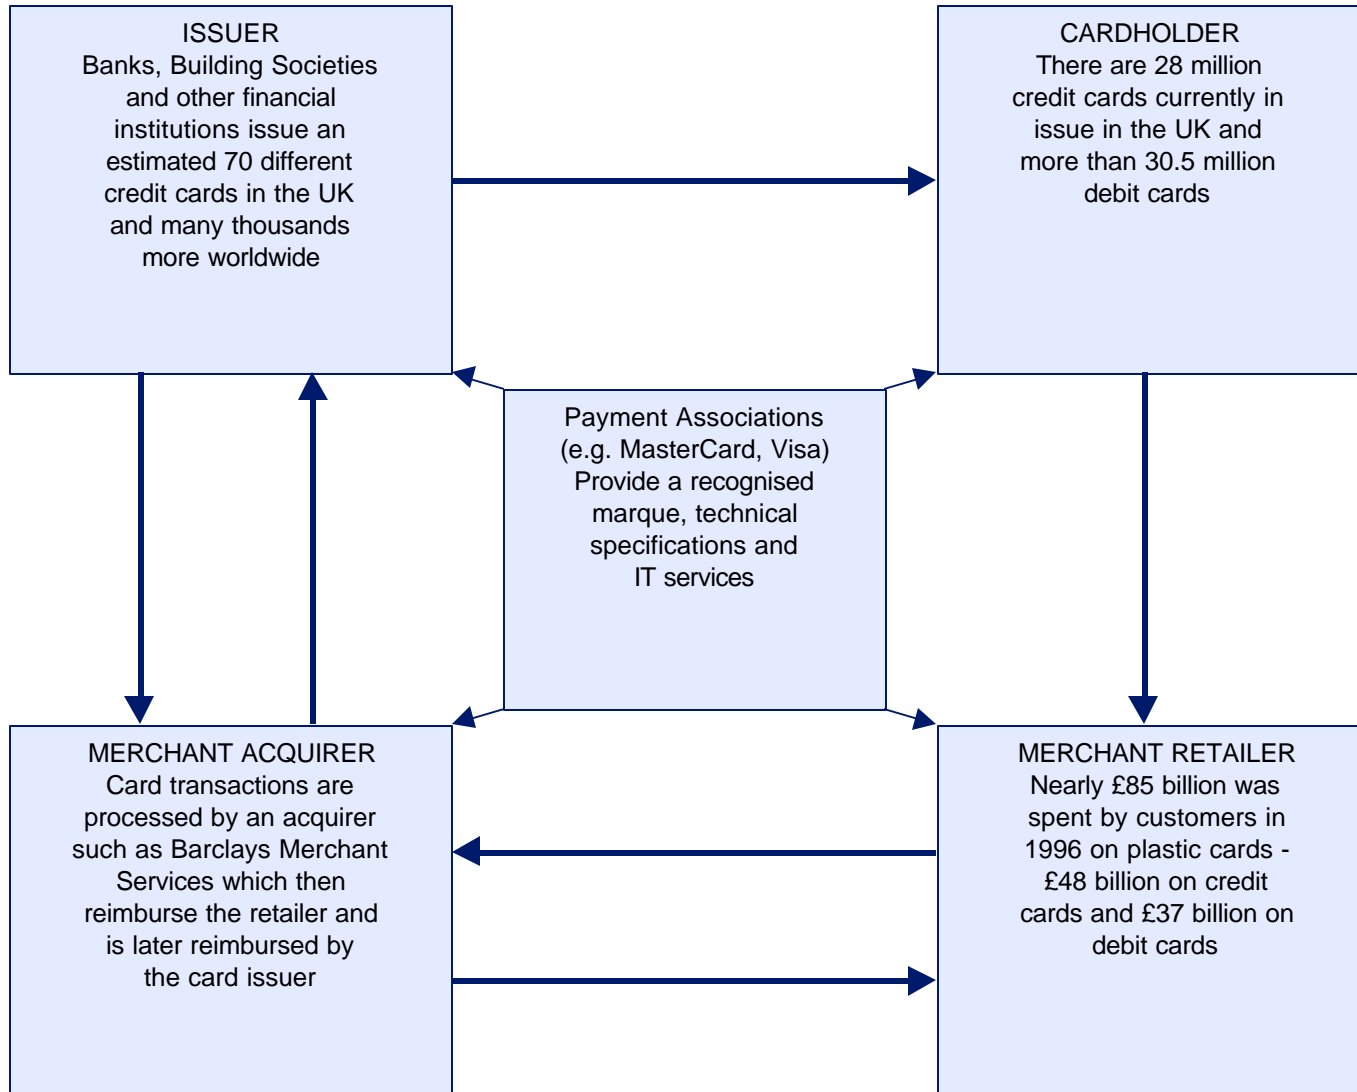 ISSUER
Banks, Building Societies
and other financial
institutions issue an
estimated 70 different
credit cards in the UK
and many thousands
more worldwide
CARDHOLDER
There are 28 million
credit cards currently in
issue in the UK and
more than 30.5 million
debit cards
Payment Associations
(e.g. MasterCard, Visa)
Provide a recognised
marque, technical
specifications and
IT services
MERCHANT ACQUIRER
Card transactions are
processed by an acquirer
such as Barclays Merchant
Services which then
reimburse the retailer and
is later reimbursed by
the card issuer
MERCHANT RETAILER
Nearly £85 billion was
spent by customers in
1996 on plastic cards -
£48 billion on credit
cards and £37 billion on
debit cards